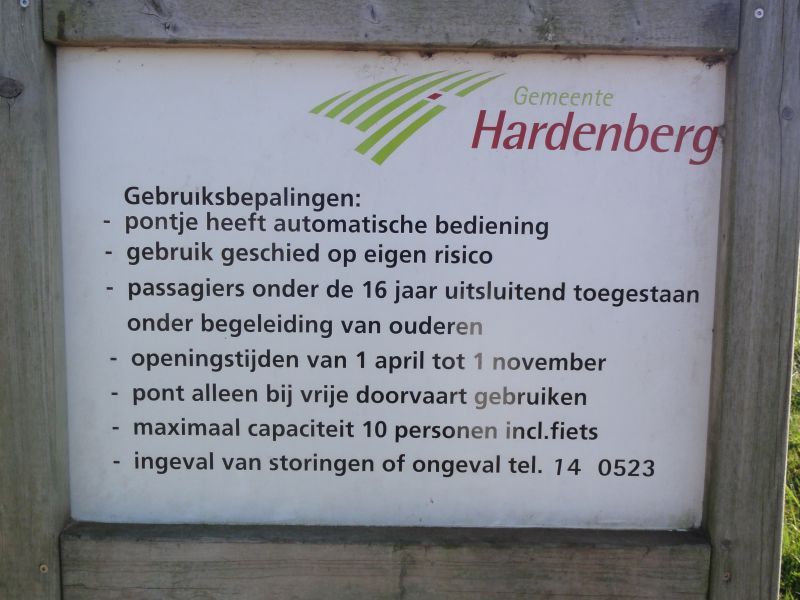 Gemeente
Hardenberg
Gebruiksbepalingen:
- pontje heeft automatische bediening
- gebruik geschied op eigen risico
- passagiers onder de 16 jaar uitsluitend toegestaan
onder begeleiding van ouderen
- openingstijden van 1 april tot 1 november
- pont alleen bij vrije doorvaart gebruiken
- maximaal capaciteit 10 personen incl.fiets
- ingeval van storingen of ongeval tel. 14 0523